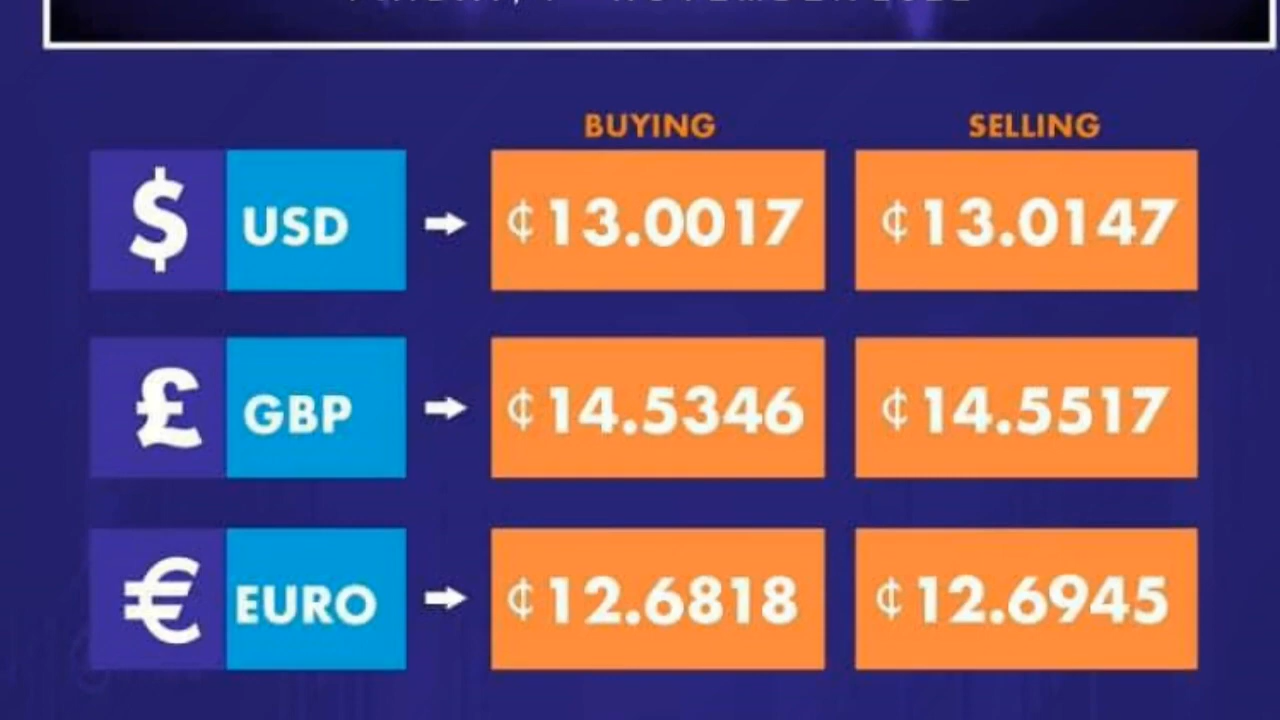 BUYING SELLING
$ USD ₵13.0017 ₵13.0147
£ GBP ₵14.5346 ₵14.5517
€ EURO ₵12.6818 ₵12.6945